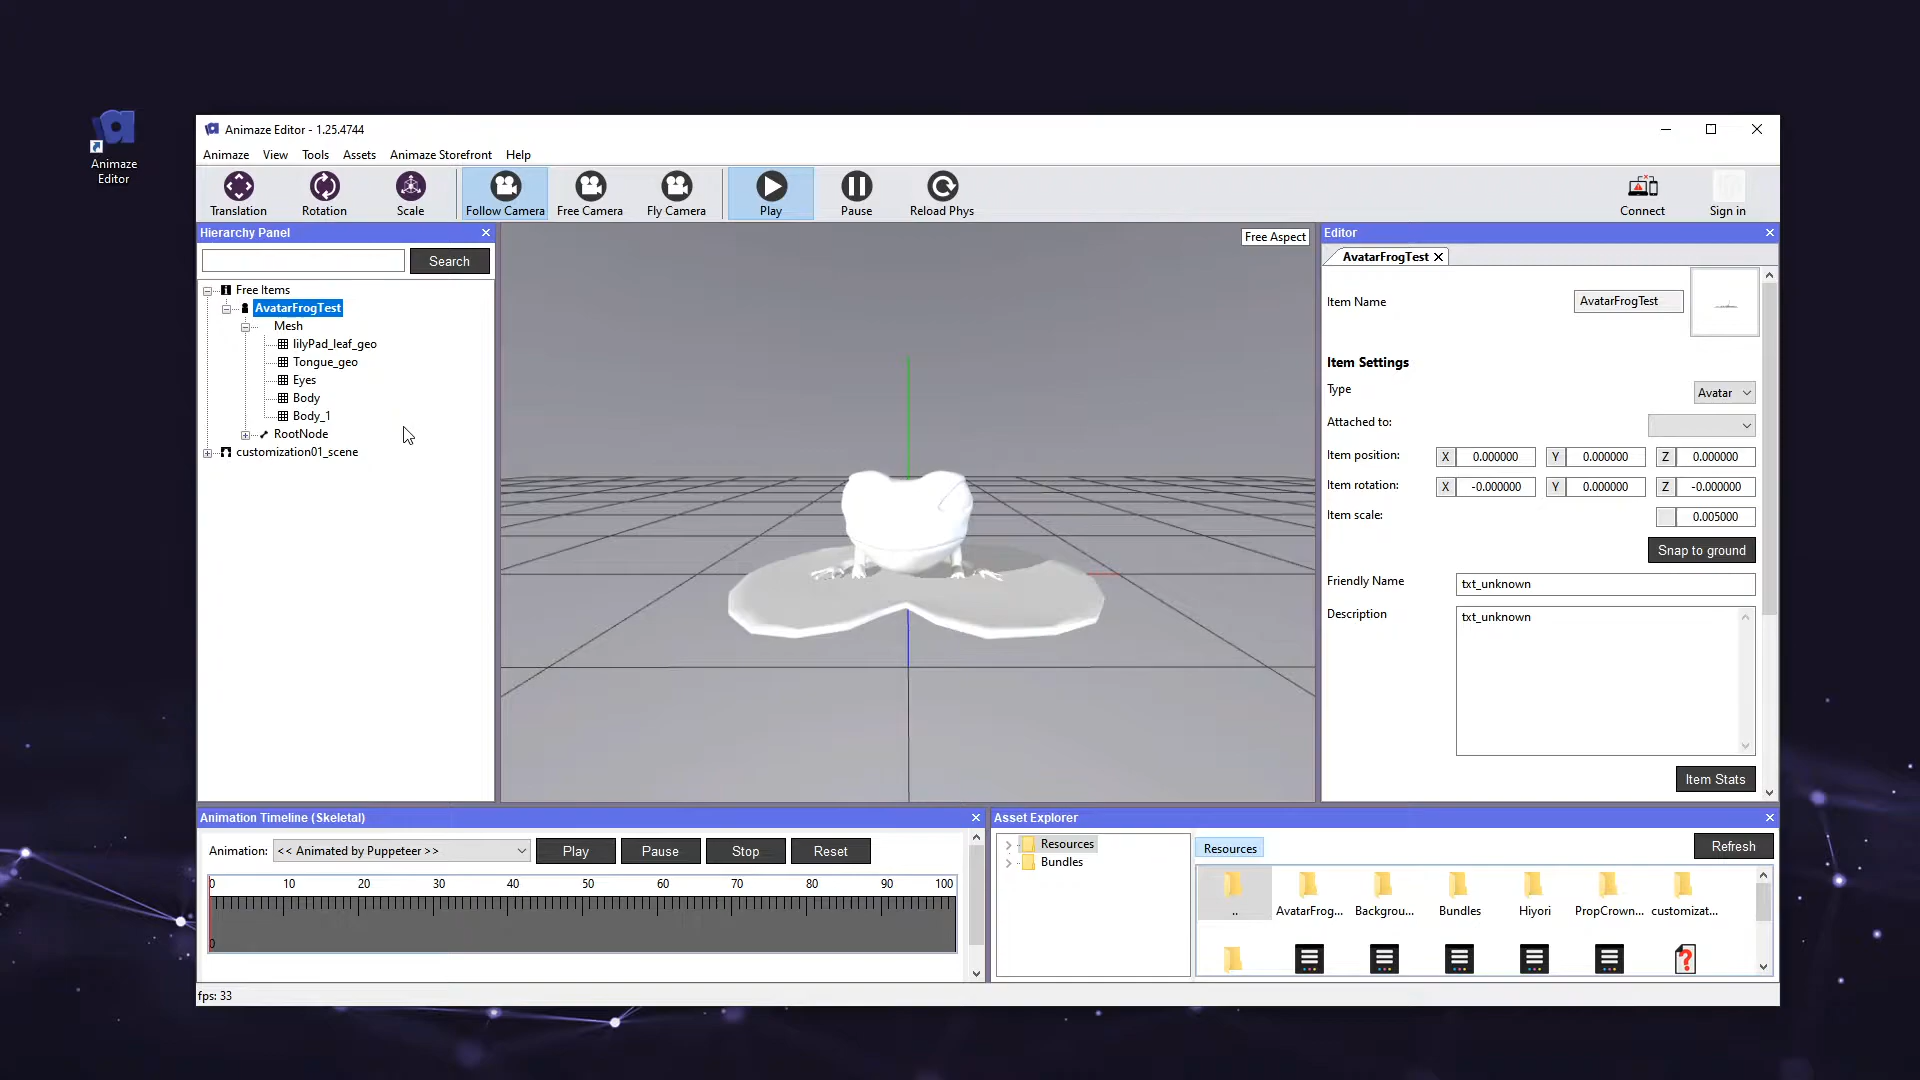 Animaze
Editor
Animaze Editor - 1.25.4744
Animaze View Tools Assets Animaze Storefront Help
Translation Rotation Scale Follow Camera Free Camera Fly Camera Play Pause Reload Phys Connect Sign in
Hierarchy Panel
Search
Free Items
AvatarFrogTest
Mesh
lilyPad_leaf_geo
Tongue_geo
Eyes
Body
Body_1
RootNode
customization01_scene
Free Aspect
Editor
AvatarFrogTest
Item Name AvatarFrogTest
Item Settings
Type Avatar
Attached to:
Item position: X 0.000000 Y 0.000000 Z 0.000000
Item rotation: X -0.000000 Y 0.000000 Z -0.000000
Item scale: 0.005000
Snap to ground
Friendly Name txt_unknown
Description txt_unknown
Item Stats
Animation Timeline (Skeletal)
Animation: << Animated by Puppeteer >> Play Pause Stop Reset
0 10 20 30 40 50 60 70 80 90 100
0
Asset Explorer
Resources
Bundles
Resources Refresh
.. AvatarFrog... Backgrou... Bundles Hiyori PropCrown... customizat...
fps: 33